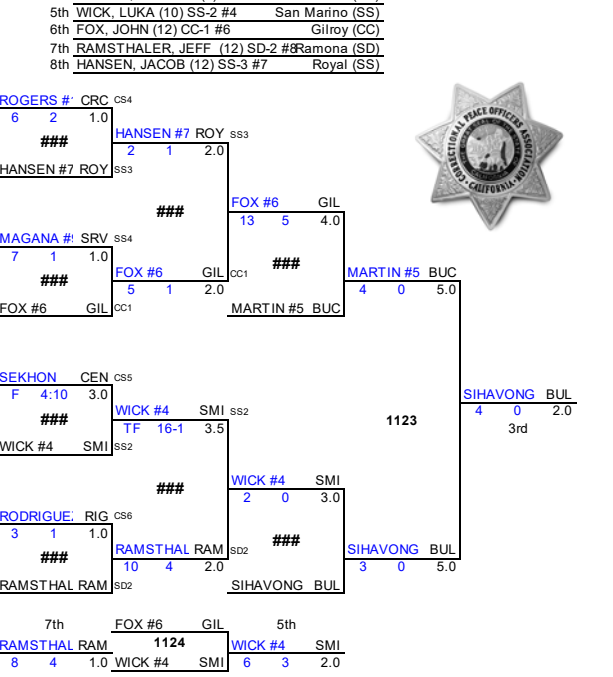 5th WICK, LUKA (10) SS-2 #4 San Marino (SS)
6th FOX, JOHN (12) CC-1 #6 Gilroy (CC)
7th RAMSTHALER, JEFF (12) SD-2 #8 Ramona (SD)
8th HANSEN, JACOB (12) SS-3 #7 Royal (SS)
ROGERS # CRC CS4
6 2 1.0
HANSEN #7 ROY SS3
### 2 1 2.0
HANSEN #7 ROY SS3
CORRECTIONAL PEACE OFFICERS ASSOCIATION
CALIFORNIA
FOX #6 GIL
### 13 5 4.0
MAGANA # SRV SS4
7 1 1.0
###
FOX #6 GIL CC1
### 5 1 2.0
MARTIN #5 BUC
4 0 5.0
FOX #6 GIL CC1
MARTIN #5 BUC
SEKHON CEN CS5
F 4:10 3.0
SIHAVONG BUL
WICK #4 SMI SS2
4 0 2.0
### TF 16-1 3.5
1123
3rd
WICK #4 SMI SS2
WICK #4 SMI
### 2 0 3.0
RODRIGUE RIG CS6
3 1 1.0
###
RAMSTHAL RAM SD2
SIHAVONG BUL
### 10 4 2.0
3 0 5.0
RAMSTHAL RAM SD2
SIHAVONG BUL
7th FOX #6 GIL 5th
RAMSTHAL RAM 1124 WICK #4 SMI
8 4 1.0 WICK #4 SMI 6 3 2.0